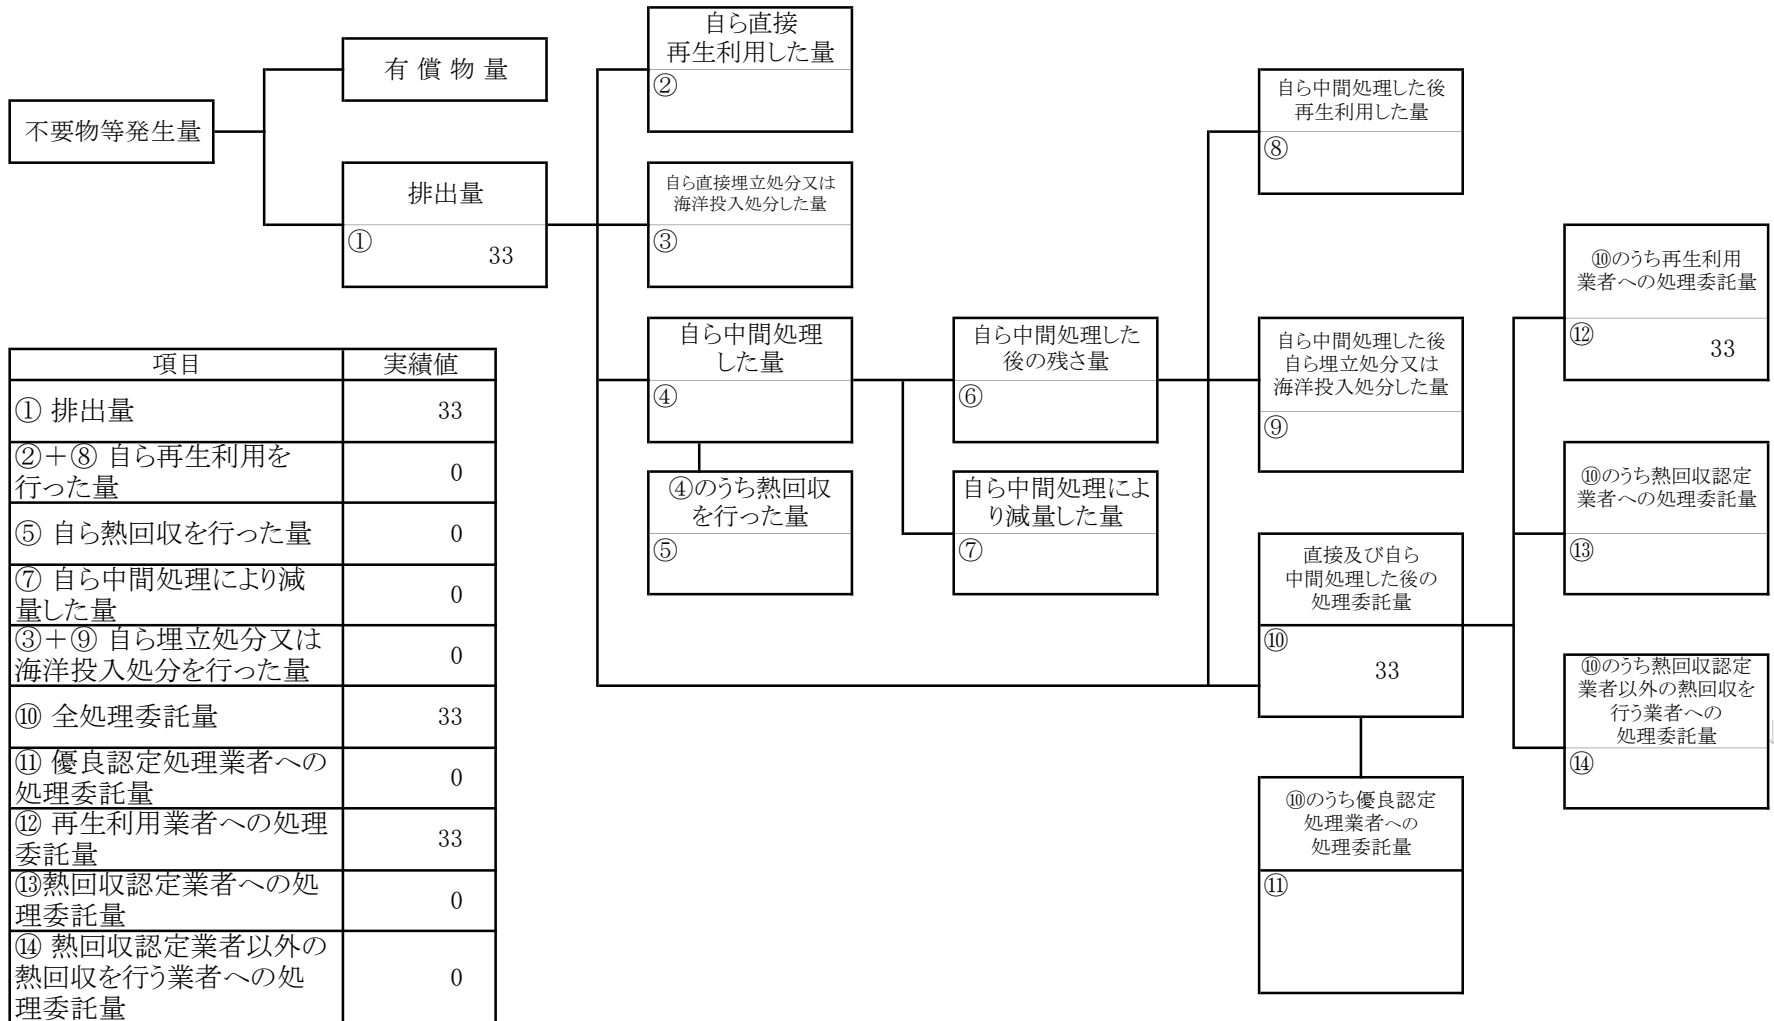 自ら直接
再生利用した量
②
有 償 物 量
自ら中間処理した後
再生利用した量
⑧
不要物等発生量
排出量
①
33
自ら直接埋立処分又は
海洋投入処分した量
③
⑩のうち再生利用
業者への処理委託量
⑫
33
自ら中間処理
した量
④
自ら中間処理した
後の残さ量
⑥
自ら中間処理した後
自ら埋立処分又は
海洋投入処分した量
⑨
④のうち熱回収
を行った量
⑤
自ら中間処理によ
り減量した量
⑦
⑩のうち熱回収認定
業者への処理委託量
⑬
直接及び自ら
中間処理した後の
処理委託量
⑩
33
⑩のうち熱回収認定
業者以外の熱回収を
行う業者への
処理委託量
⑭
⑩のうち優良認定
処理業者への
処理委託量
⑪
項目 実績値
① 排出量 33
②＋⑧ 自ら再生利用を
行った量 0
⑤ 自ら熱回収を行った量 0
⑦ 自ら中間処理により減
量した量 0
③＋⑨ 自ら埋立処分又は
海洋投入処分を行った量 0
⑩ 全処理委託量 33
⑪ 優良認定処理業者への
処理委託量 0
⑫ 再生利用業者への処理
委託量 33
⑬熱回収認定業者への処
理委託量 0
⑭ 熱回収認定業者以外の
熱回収を行う業者への処
理委託量 0